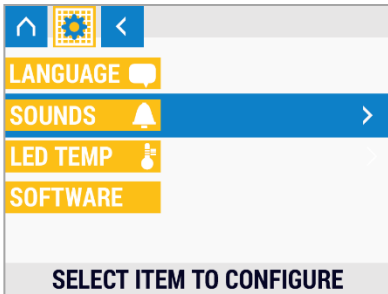 LANGUAGE
SOUNDS
LED TEMP
SOFTWARE
SELECT ITEM TO CONFIGURE